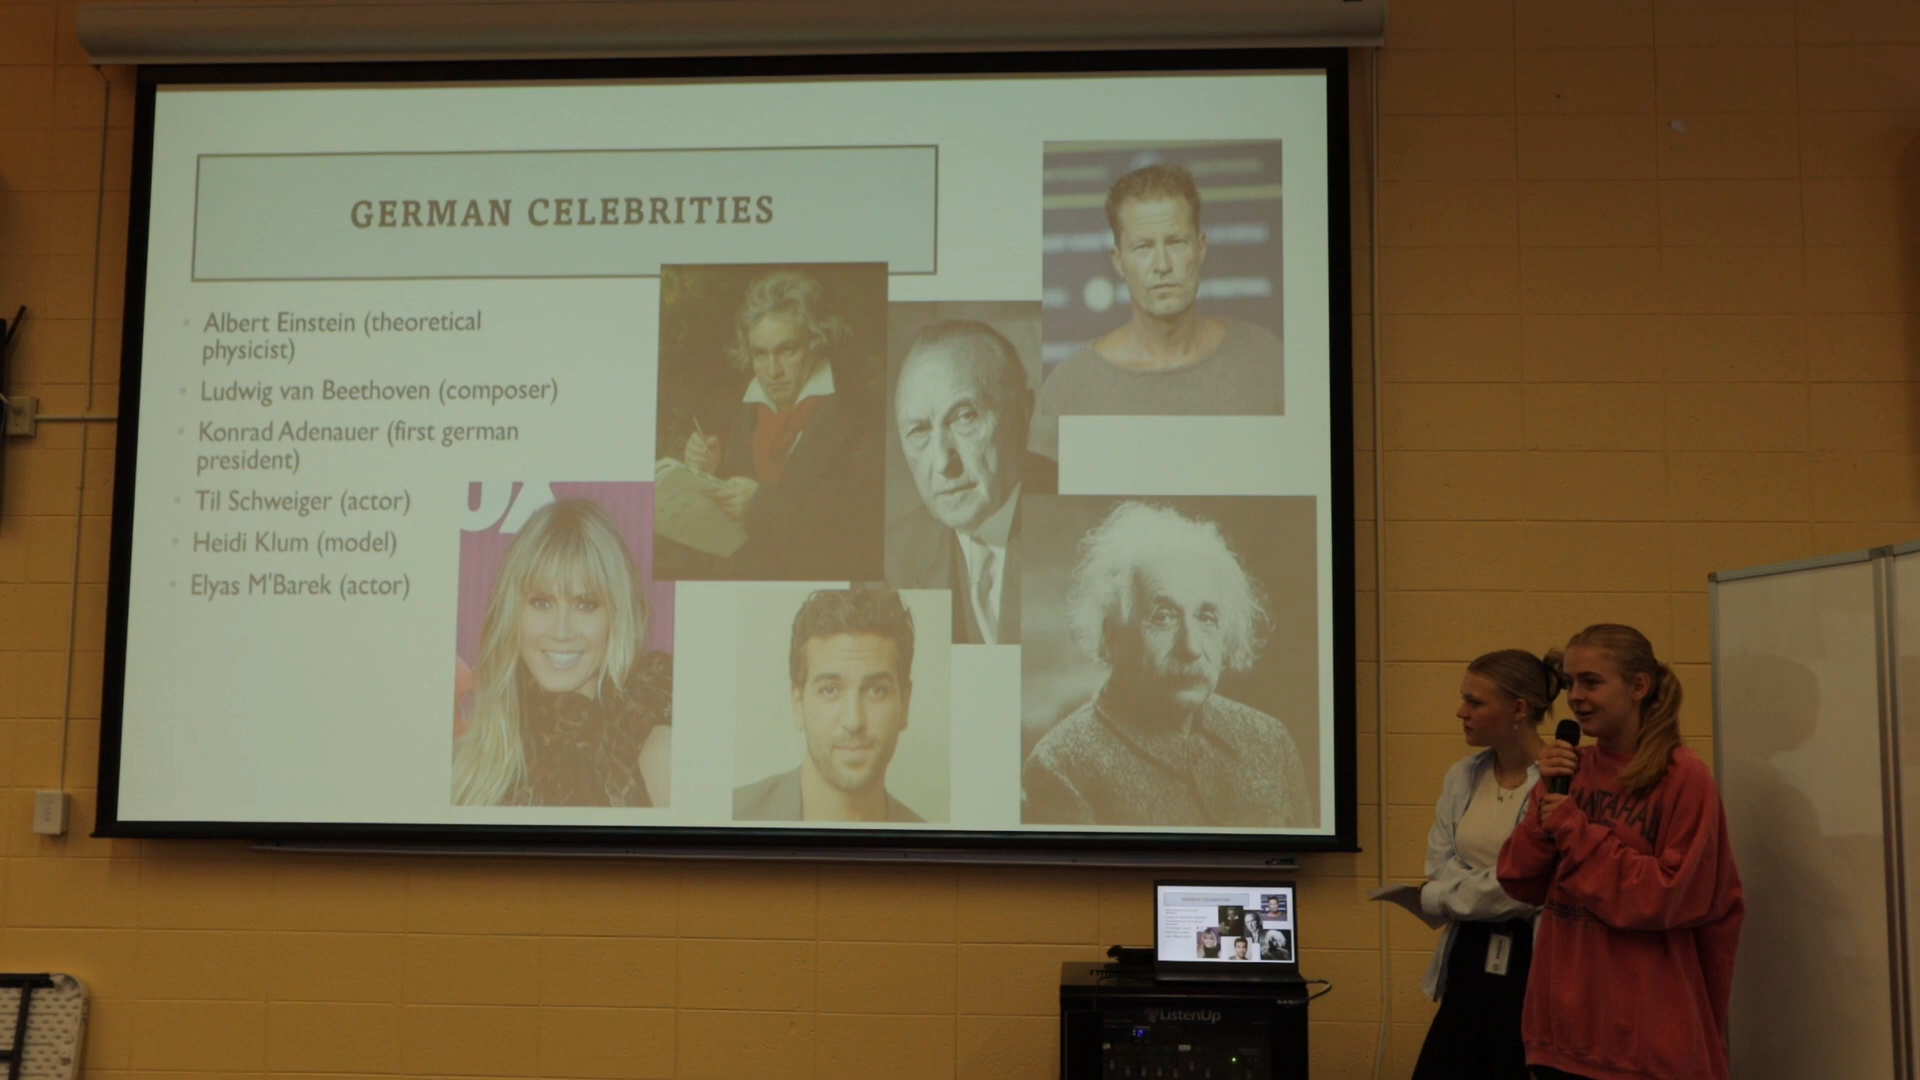 GERMAN CELEBRITIES
Albert Einstein (theoretical
physicist)
Ludwig van Beethoven (composer)
Konrad Adenauer (first german
president)
Til Schweiger (actor)
Heidi Klum (model)
Elyas M'Barek (actor)
ListenUp